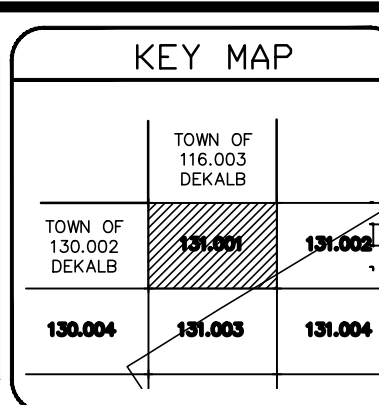 KEY MAP
TOWN OF
116.003
DEKALB
TOWN OF
130.002
DEKALB
131.001
131.002
130.004
131.003
131.004